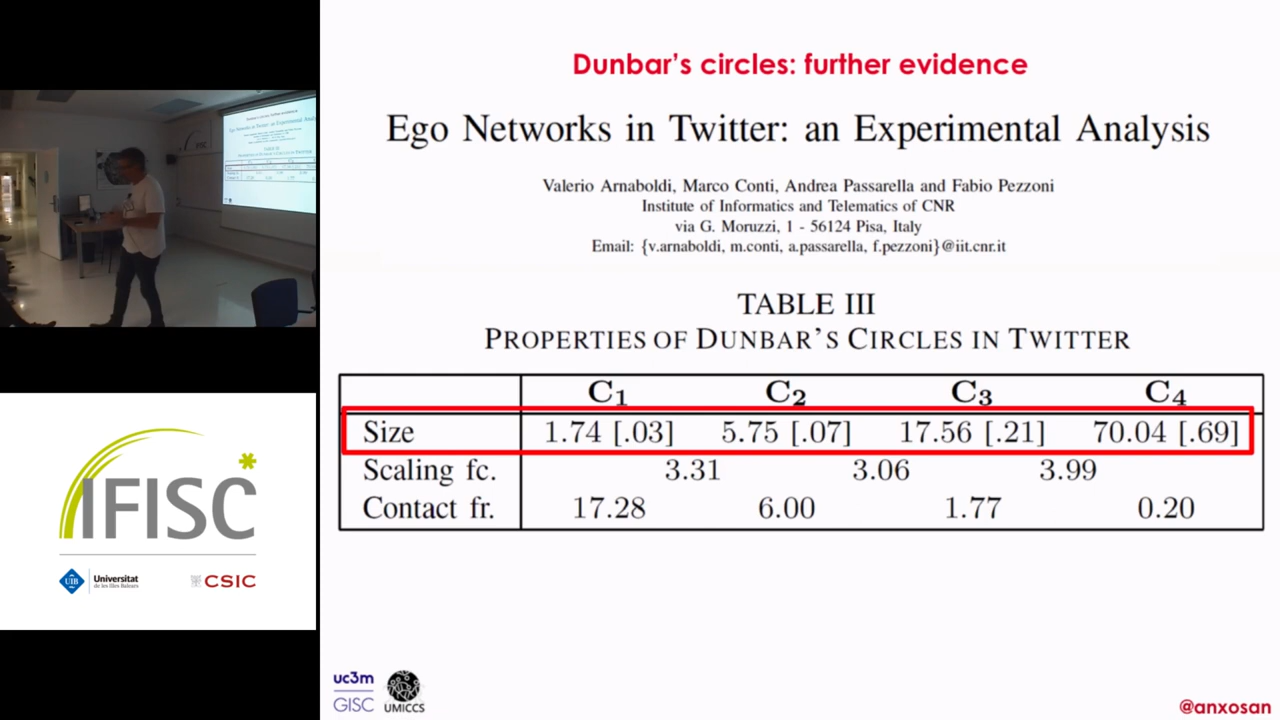 Dunbar's circles: further evidence
Ego Networks in Twitter: an Experimental Analysis
Valerio Arnaboldi, Marco Conti, Andrea Passarella and Fabio Pezzoni
Institute of Informatics and Telematics of CNR
via G. Moruzzi, 1 - 56124 Pisa, Italy
Email: {v.arnaboldi, m.conti, a.passarella, f.pezzoni}@iit.cnr.it
TABLE III
PROPERTIES OF DUNBAR'S CIRCLES IN TWITTER
C1 C2 C3 C4
Size 1.74 [.03] 5.75 [.07] 17.56 [.21] 70.04 [.69]
Scaling fc. 3.31 3.06 3.99
Contact fr. 17.28 6.00 1.77 0.20
IFISC
UIB Universitat de les Illes Balears
CSIC
uc3m
GISC
UMICCS
@anxosan